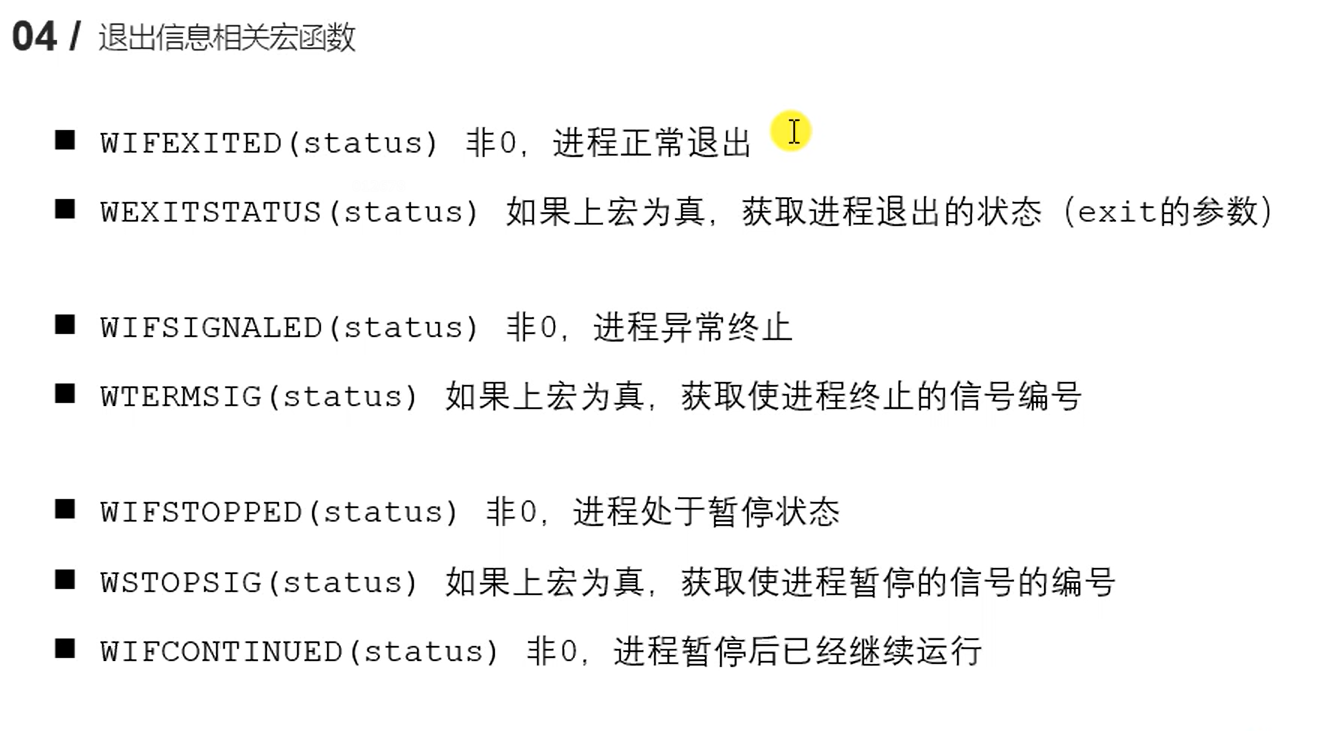 04 / 退出信息相关宏函数
■ WIFEXITED(status) 非0，进程正常退出
■ WEXITSTATUS(status) 如果上宏为真，获取进程退出的状态（exit的参数）
■ WIFSIGNALED(status) 非0，进程异常终止
■ WTERMSIG(status) 如果上宏为真，获取使进程终止的信号编号
■ WIFSTOPPED(status) 非0，进程处于暂停状态
■ WSTOPSIG(status) 如果上宏为真，获取使进程暂停的信号的编号
■ WIFCONTINUED(status) 非0，进程暂停后已经继续运行